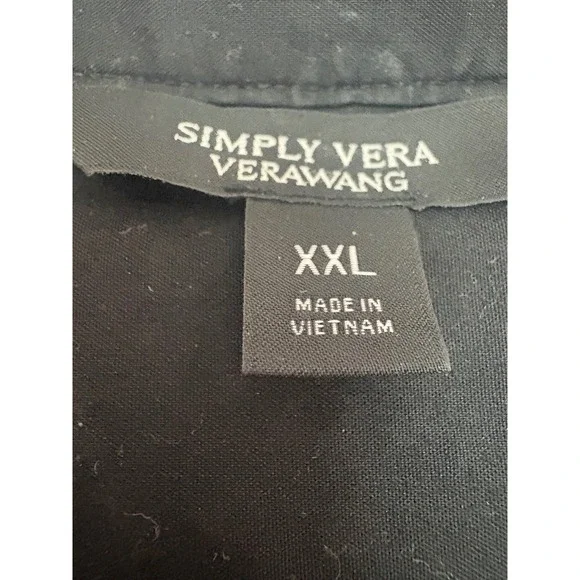 SIMPLY VERA
VERAWANG
XXL
MADE IN
VIETNAM